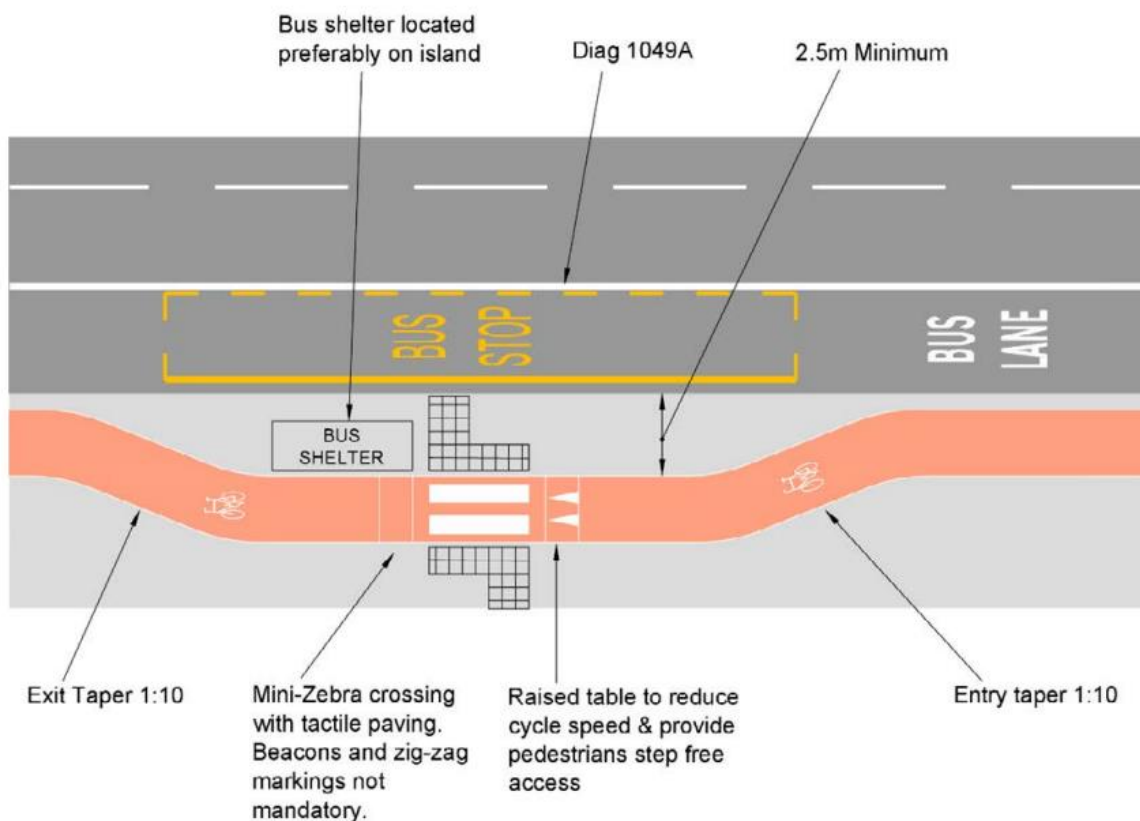 Bus shelter located
preferably on island
Diag 1049A
2.5m Minimum
BUS
STOP
BUS
LANE
BUS
SHELTER
Exit Taper 1:10
Mini-Zebra crossing
with tactile paving.
Beacons and zig-zag
markings not
mandatory.
Raised table to reduce
cycle speed & provide
pedestrians step free
access
Entry taper 1:10